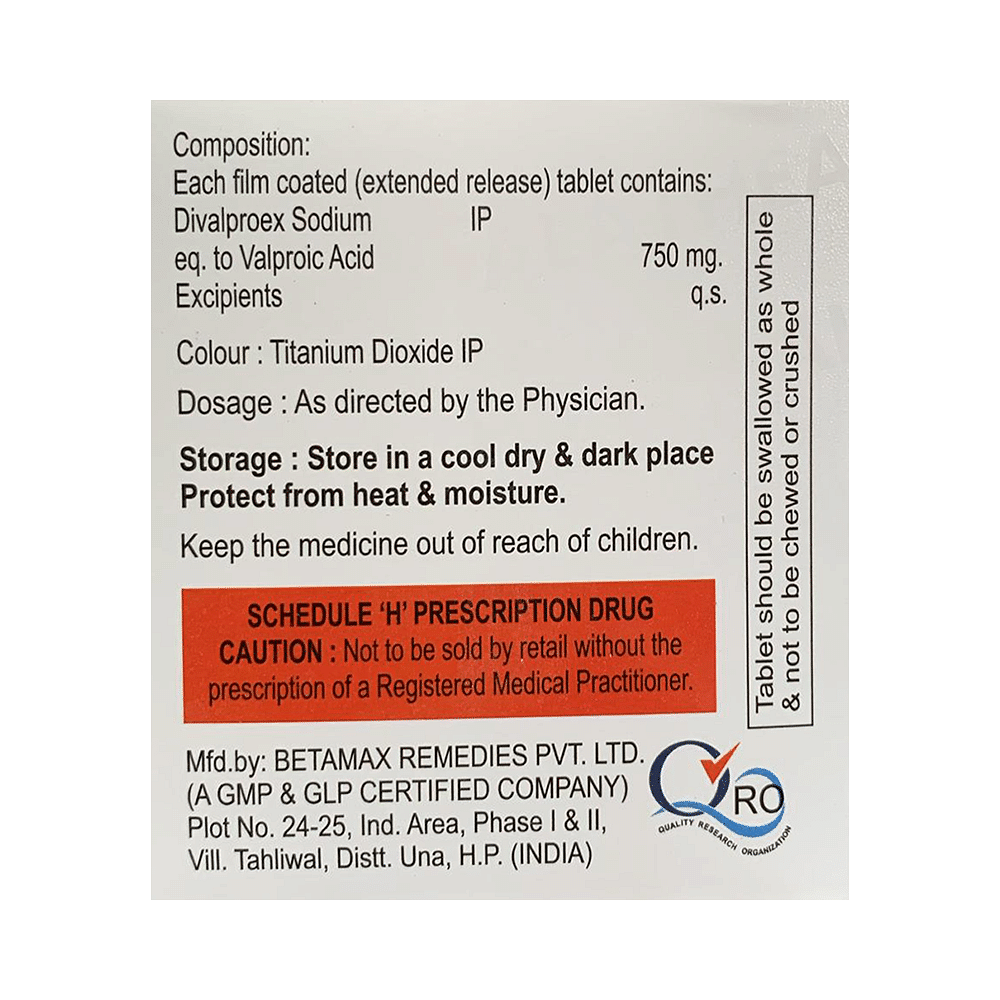 Composition:
Each film coated (extended release) tablet contains:
Divalproex Sodium IP
eq. to Valproic Acid 750 mg.
Excipients q.s.
Colour : Titanium Dioxide IP
Dosage : As directed by the Physician.
Storage : Store in a cool dry & dark place
Protect from heat & moisture.
Keep the medicine out of reach of children.
SCHEDULE ‘H’ PRESCRIPTION DRUG
CAUTION : Not to be sold by retail without the
prescription of a Registered Medical Practitioner.
Mfd.by: BETAMAX REMEDIES PVT. LTD.
(A GMP & GLP CERTIFIED COMPANY)
Plot No. 24-25, Ind. Area, Phase I & II,
Vill. Tahliwal, Distt. Una, H.P. (INDIA)
QRO
QUALITY RESEARCH ORGANIZATION
Tablet should be swallowed as whole
& not to be chewed or crushed